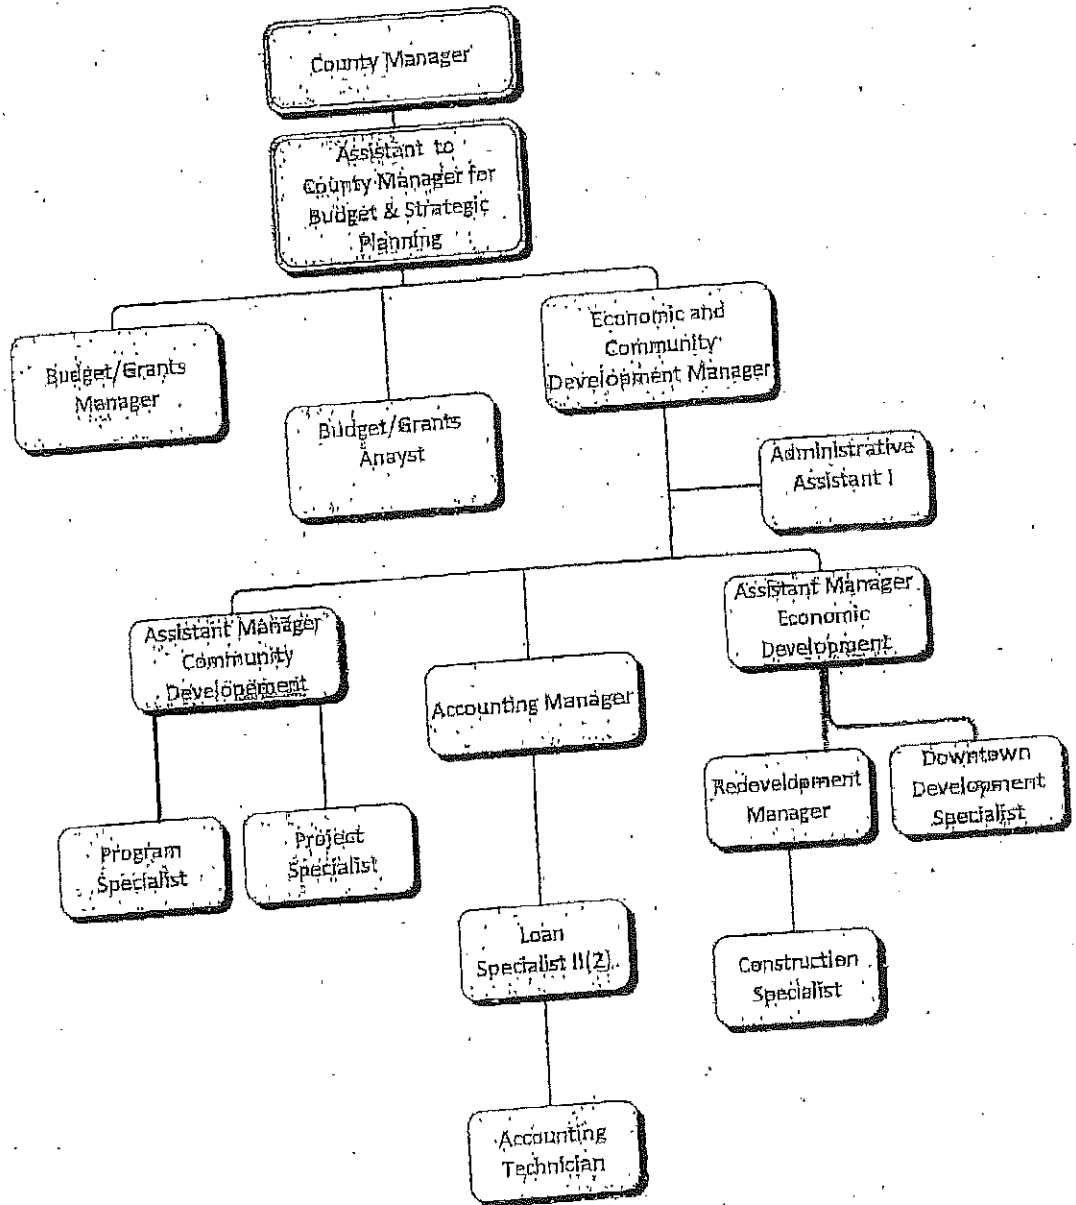 County Manager
Assistant to
County Manager for
Budget & Strategic
Planning
Budget/Grants
Manager
Budget/Grants
Anayst
Economic and
Community
Development Manager
Administrative
Assistant I
Assistant Manager
Community
Developement
Accounting Manager
Assistant Manager
Economic
Development
Program
Specialist
Project
Specialist
Redevelopment
Manager
Downtown
Development
Specialist
Loan
Specialist II(2)
Construction
Specialist
Accounting
Technician